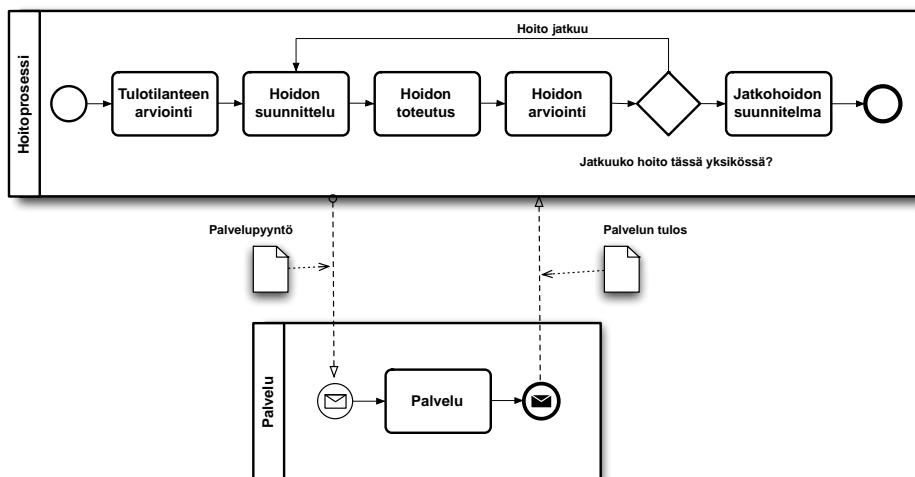 Hoitoprosessi
Hoito jatkuu
Tulotilanteen
arviointi
Hoidon
suunnittelu
Hoidon
toteutus
Hoidon
arviointi
Jatkohoidon
suunnitelma
Jatkuuko hoito tässä yksikössä?
Palvelupyyntö
Palvelun tulos
Palvelu
Palvelu